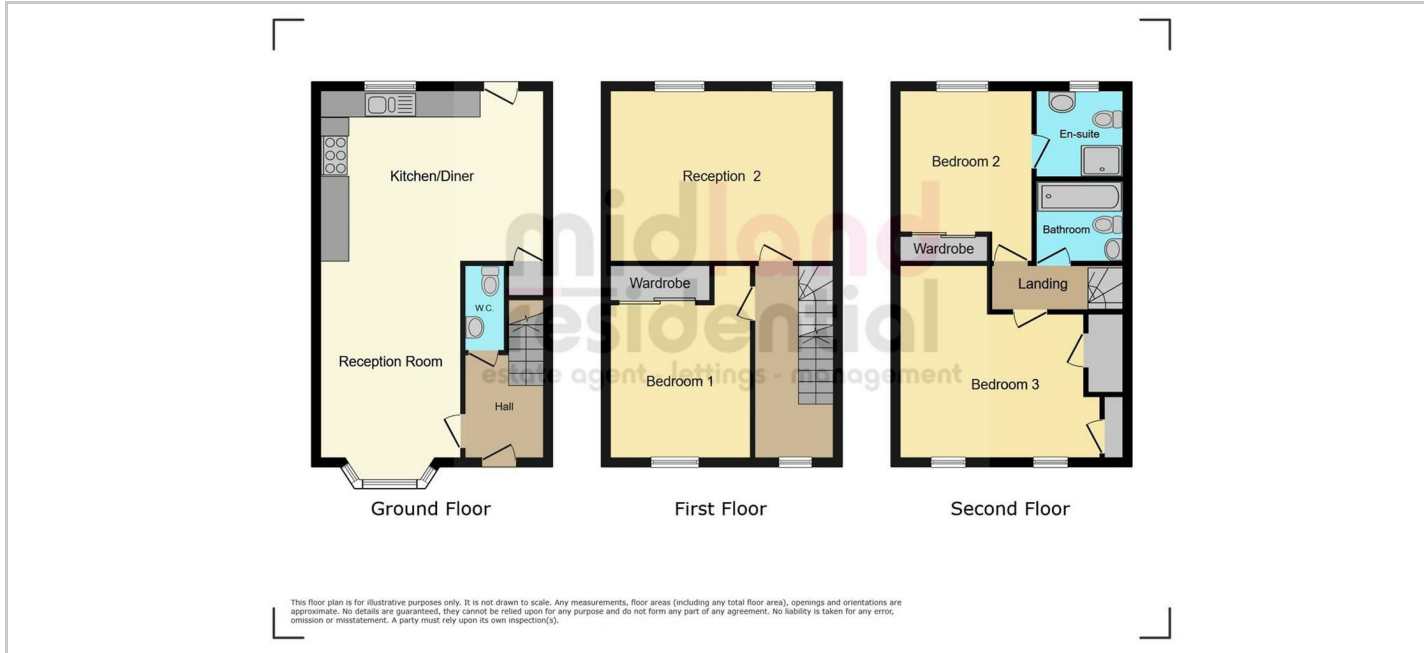 Kitchen/Diner
W.C.
Reception Room
Hall
Ground Floor
Reception 2
Wardrobe
Bedroom 1
First Floor
Bedroom 2
En-suite
Bathroom
Wardrobe
Landing
Bedroom 3
Second Floor
midland
residential
estate agent - lettings - management
This floor plan is for illustrative purposes only. It is not drawn to scale. Any measurements, floor areas (including any total floor area), openings and orientations are
approximate. No details are guaranteed, they cannot be relied upon for any purpose and do not form any part of any agreement. No liability is taken for any error,
omission or misstatement. A party must rely upon its own inspection(s).